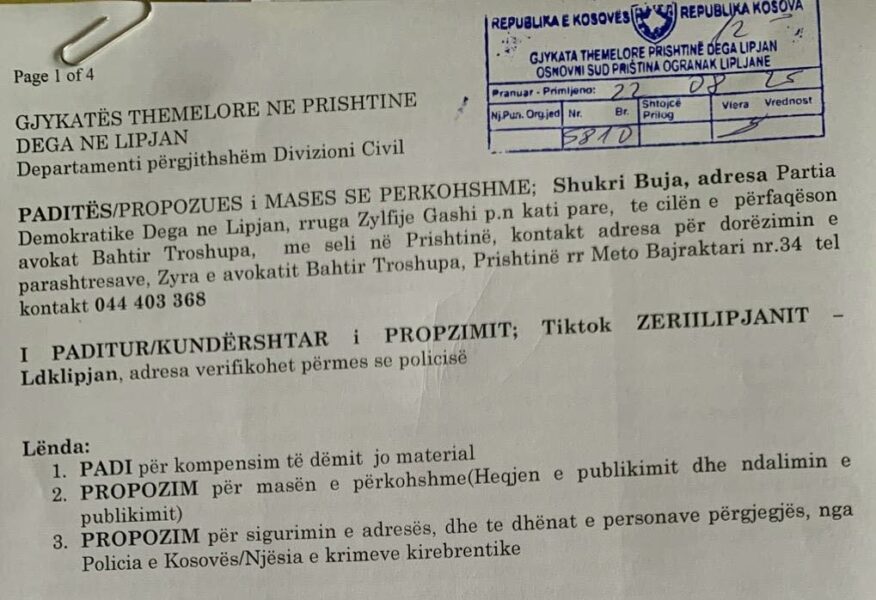 REPUBLIKA E KOSOVËS REPUBLIKA KOSOVA
GJYKATA THEMELORE PRISHTINË DEGA LIPJAN
OSNOVNI SUD PRIŠTINA OGRANAK LIPLJANE
Pranuar - Primljeno: 22 08 25
Nj.Pun. Org.jed Nr. Br. Shtojcë Prilog Vlera Vrednost
5810
Page 1 of 4
GJYKATËS THEMELORE NE PRISHTINE
DEGA NE LIPJAN
Departamenti përgjithshëm Divizioni Civil
PADITËS/PROPOZUES i MASES SE PERKOHSHME; Shukri Buja, adresa Partia
Demokratike Dega ne Lipjan, rruga Zylfije Gashi p.n kati pare, te cilën e përfaqëson
avokat Bahtir Troshupa, me seli në Prishtinë, kontakt adresa për dorëzimin e
parashtresave, Zyra e avokatit Bahtir Troshupa, Prishtinë rr Meto Bajraktari nr.34 tel
kontakt 044 403 368
I PADITUR/KUNDËRSHTAR i PROPZIMIT; Tiktok ZERIILIPJANIT –
Ldklipjan, adresa verifikohet përmes se policisë
Lënda:
1. PADI për kompensim të dëmit jo material
2. PROPOZIM për masën e përkohshme(Heqjen e publikimit dhe ndalimin e
publikimit)
3. PROPOZIM për sigurimin e adresës, dhe te dhënat e personave përgjegjës, nga
Policia e Kosovës/Njësia e krimeve kirebrentike